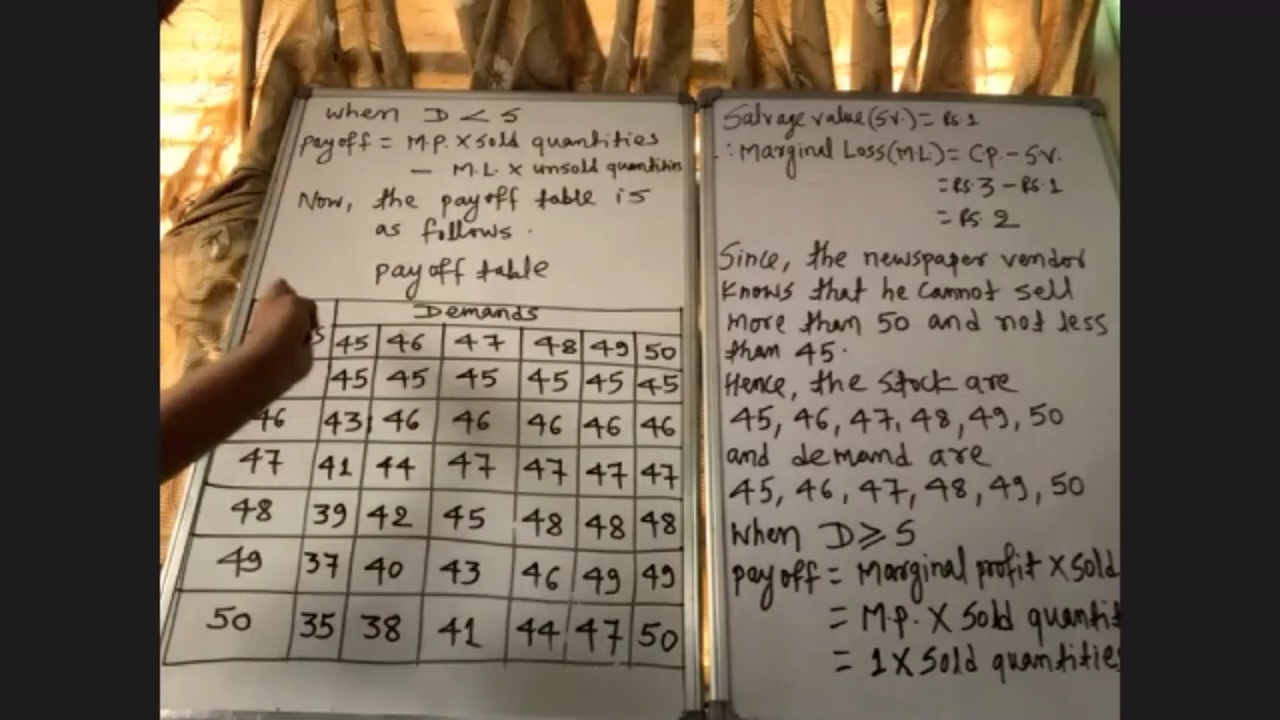 when D < S
payoff = M.P. X sold quantities
- M.L. x unsold quantities
Now, the payoff table is
as follows.
payoff table
Demands
45 46 47 48 49 50
45 45 45 45 45 45
46 43 46 46 46 46 46
47 41 44 47 47 47 47
48 39 42 45 48 48 48
49 37 40 43 46 49 49
50 35 38 41 44 47 50
Salvage value (S.V.) = Rs. 1
∴ Marginal Loss (M.L) = C.P. - S.V.
= Rs. 3 - Rs. 1
= Rs. 2
Since, the newspaper vendor
knows that he cannot sell
more than 50 and not less
than 45.
Hence, the stock are
45, 46, 47, 48, 49, 50
and demand are
45, 46, 47, 48, 49, 50
When D ⩾ S
payoff = Marginal profit X sold
= M.P. X sold quantit
= 1 X sold quantities